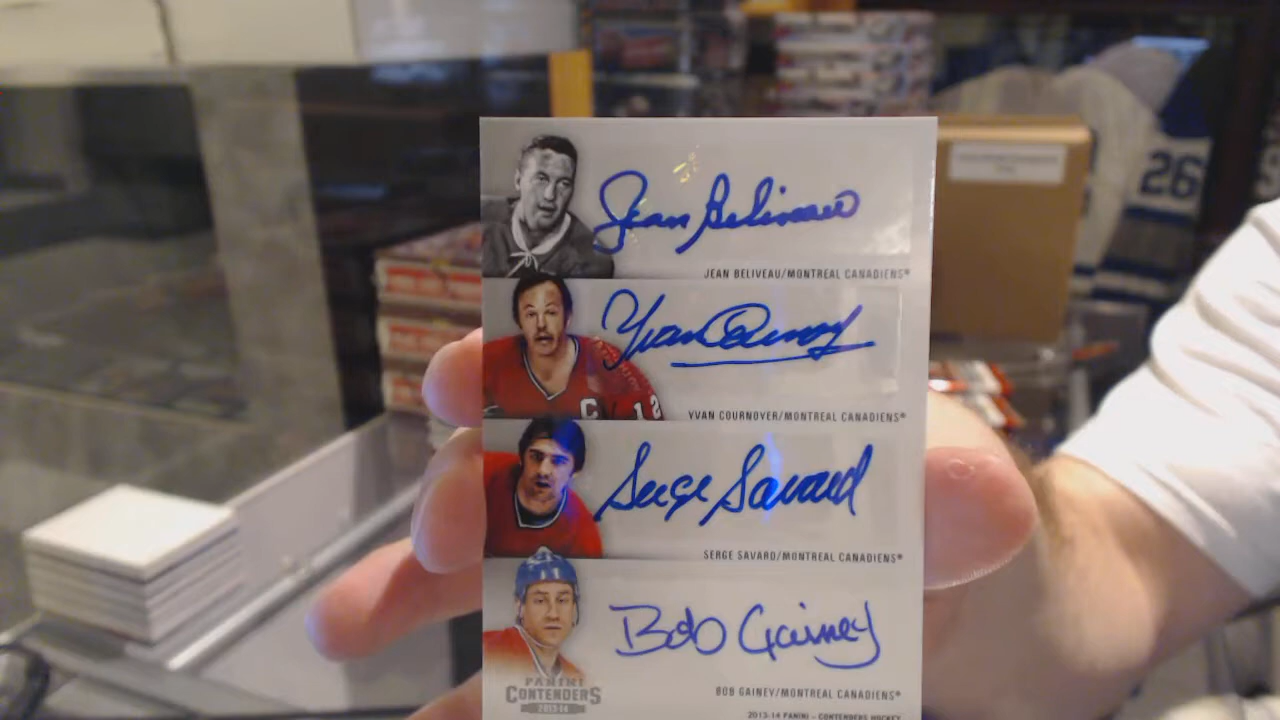 Jean Beliveau
JEAN BELIVEAU/MONTREAL CANADIENS®
26
Yvan Cournoyer
C 12
YVAN COURNOYER/MONTREAL CANADIENS®
Serge Savard
SERGE SAVARD/MONTREAL CANADIENS®
Bob Gainey
PANINI
CONTENDERS
2013-14
BOB GAINEY/MONTREAL CANADIENS®
2013-14 PANINI – CONTENDERS HOCKEY